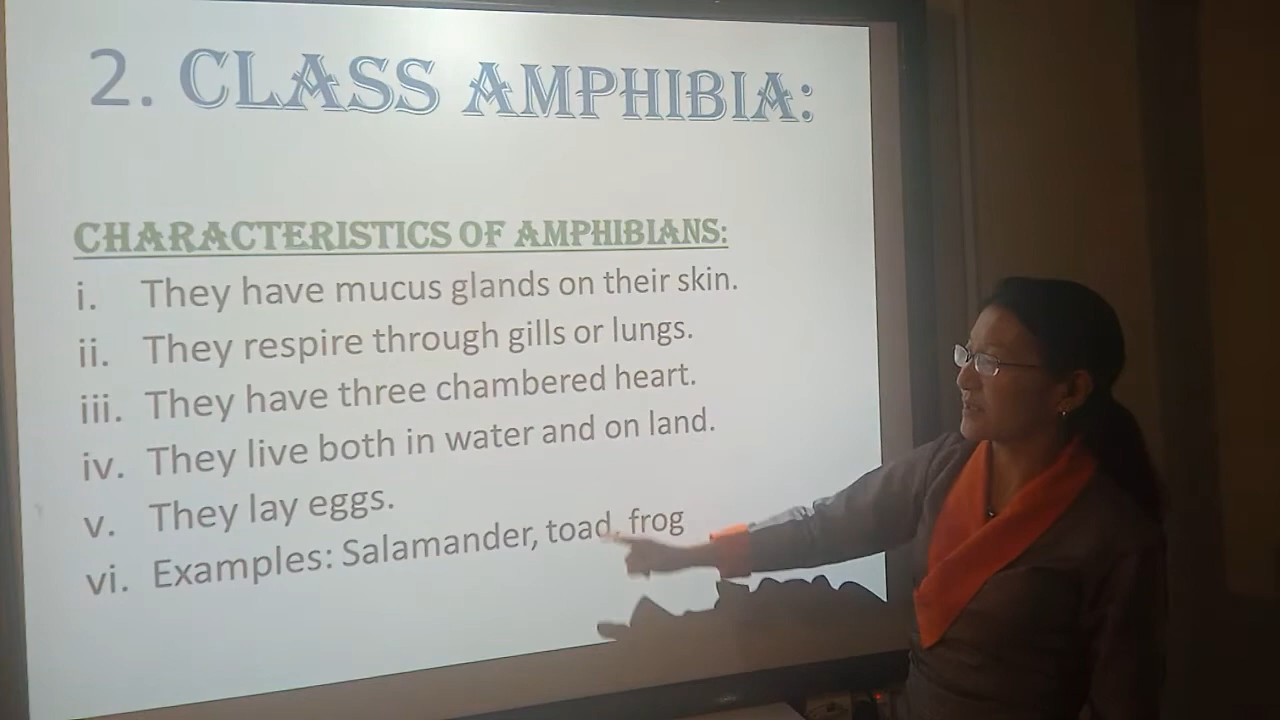 2. CLASS AMPHIBIA:
CHARACTERISTICS OF AMPHIBIANS:
i. They have mucus glands on their skin.
ii. They respire through gills or lungs.
iii. They have three chambered heart.
iv. They live both in water and on land.
v. They lay eggs.
vi. Examples: Salamander, toad, frog